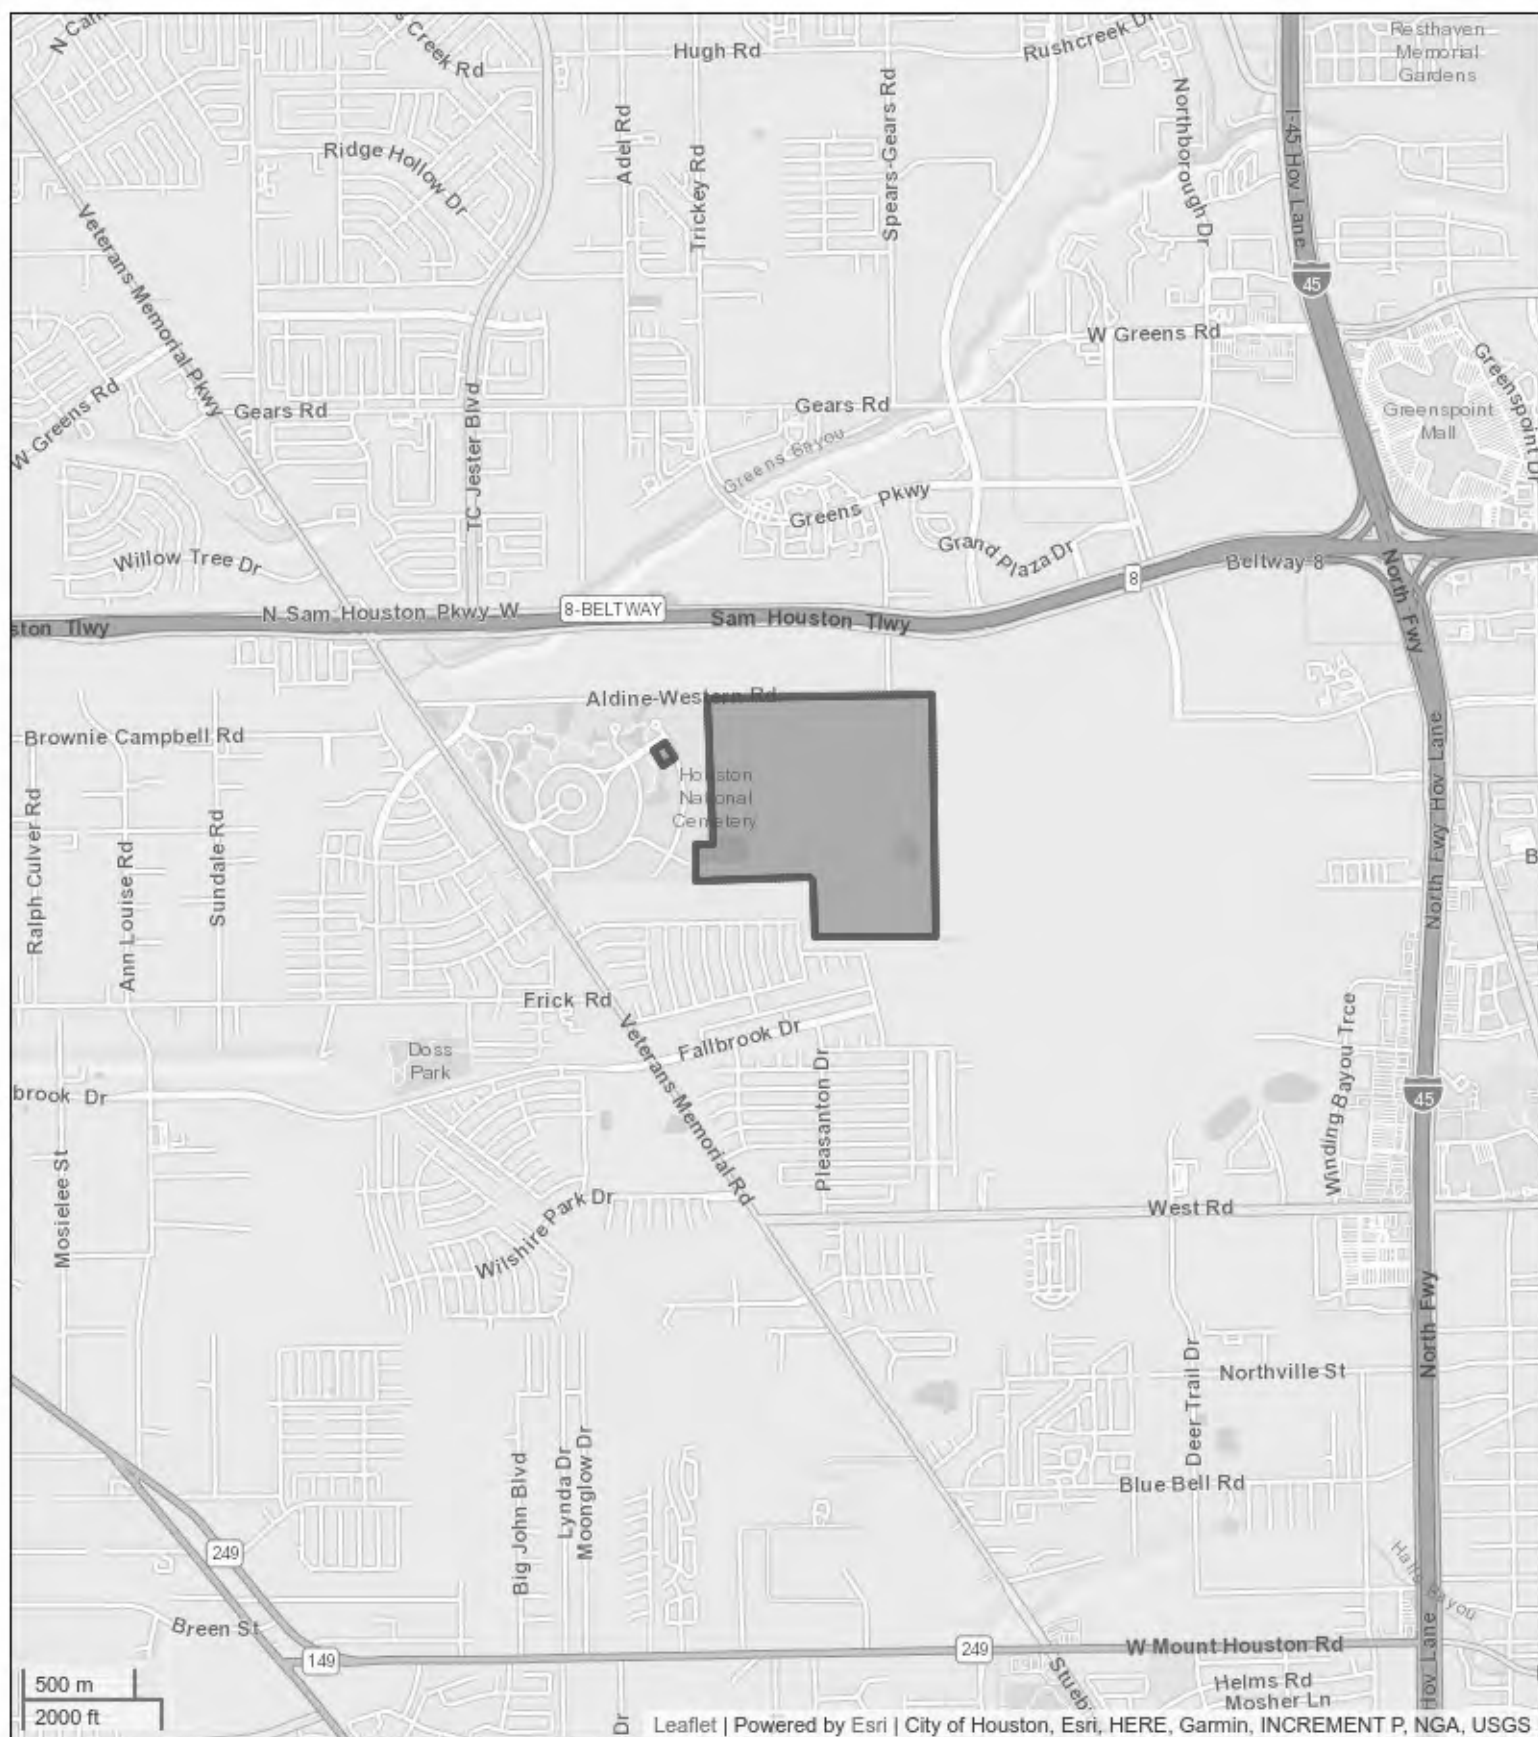 N
Creek Rd
Hugh Rd
Rushcreek Dr
Resthaven
Memorial
Gardens
Ridge Hollow Dr
Adel Rd
Trickey Rd
Spears-Gears Rd
Northborough Dr
I-45 Hov Lane
45
Veterans Memorial Pkwy
W Greens Rd
W Greens Rd
Gears Rd
TC Jester Blvd
Gears Rd
Greenspoint
Mall
Greenspoint Dr
Greens Bayou
Greens Pkwy
Grand Plaza Dr
Willow Tree Dr
8
Beltway 8
North Fwy
N Sam Houston Pkwy W
8-BELTWAY
Sam Houston Tlwy
ston Tlwy
Aldine-Western Rd
Brownie Campbell Rd
Houston
National
Cemetery
Ralph Culver Rd
Ann Louise Rd
Sundale Rd
North Fwy Hov Lane
North Fwy Hov Lane
B
Frick Rd
Veterans Memorial Rd
Fallbrook Dr
Doss
Park
Pleasanton Dr
Winding Bayou Trce
45
brook Dr
Mosielee St
Wilshire Park Dr
West Rd
North Fwy
Northville St
Deer Trail Dr
Blue Bell Rd
Big John Blvd
Lynda Dr
Moonglow Dr
Halls Bayou
249
Breen St
149
249
W Mount Houston Rd
Hov Lane
Stuebn
Helms Rd
Mosher Ln
Dr
500 m
2000 ft
Leaflet | Powered by Esri | City of Houston, Esri, HERE, Garmin, INCREMENT P, NGA, USGS